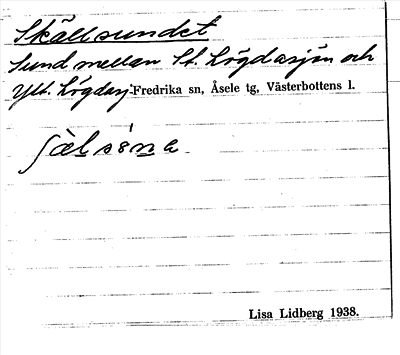 Skällsundet
Sund mellan St. Lögdasjön och
Ytt. Lögdasj. Fredrika sn, Åsele tg, Västerbottens l.
Lisa Lidberg 1938.